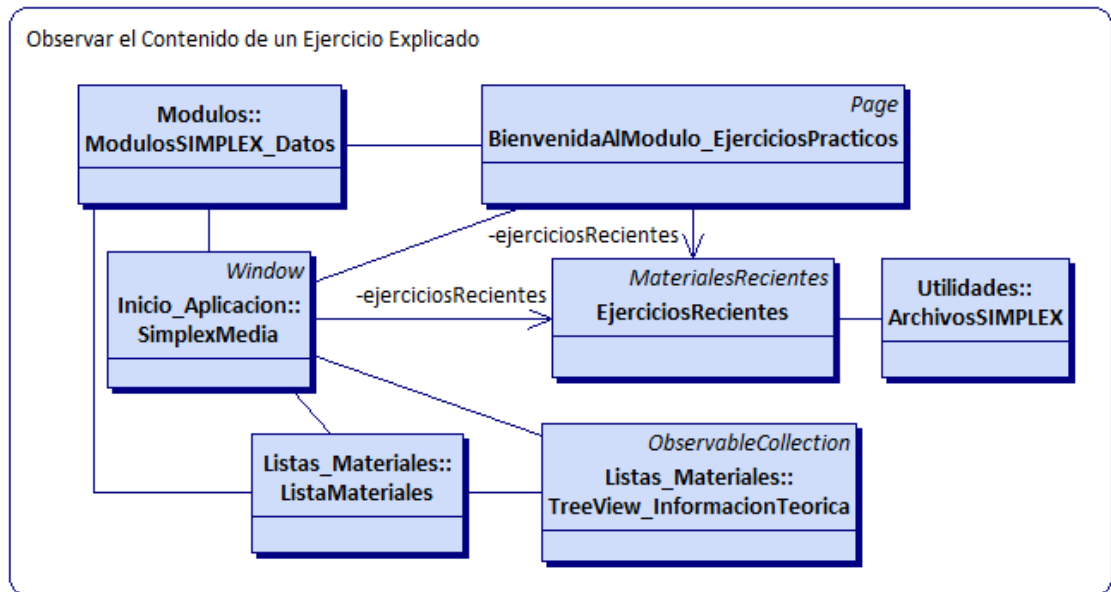 Observar el Contenido de un Ejercicio Explicado
Modulos::
ModulosSIMPLEX_Datos
Page
BienvenidaAlModulo_EjerciciosPracticos
-ejerciciosRecientes
Window
Inicio_Aplicacion::
SimplexMedia
-ejerciciosRecientes
MaterialesRecientes
EjerciciosRecientes
Utilidades::
ArchivosSIMPLEX
Listas_Materiales::
ListaMateriales
ObservableCollection
Listas_Materiales::
TreeView_InformacionTeorica